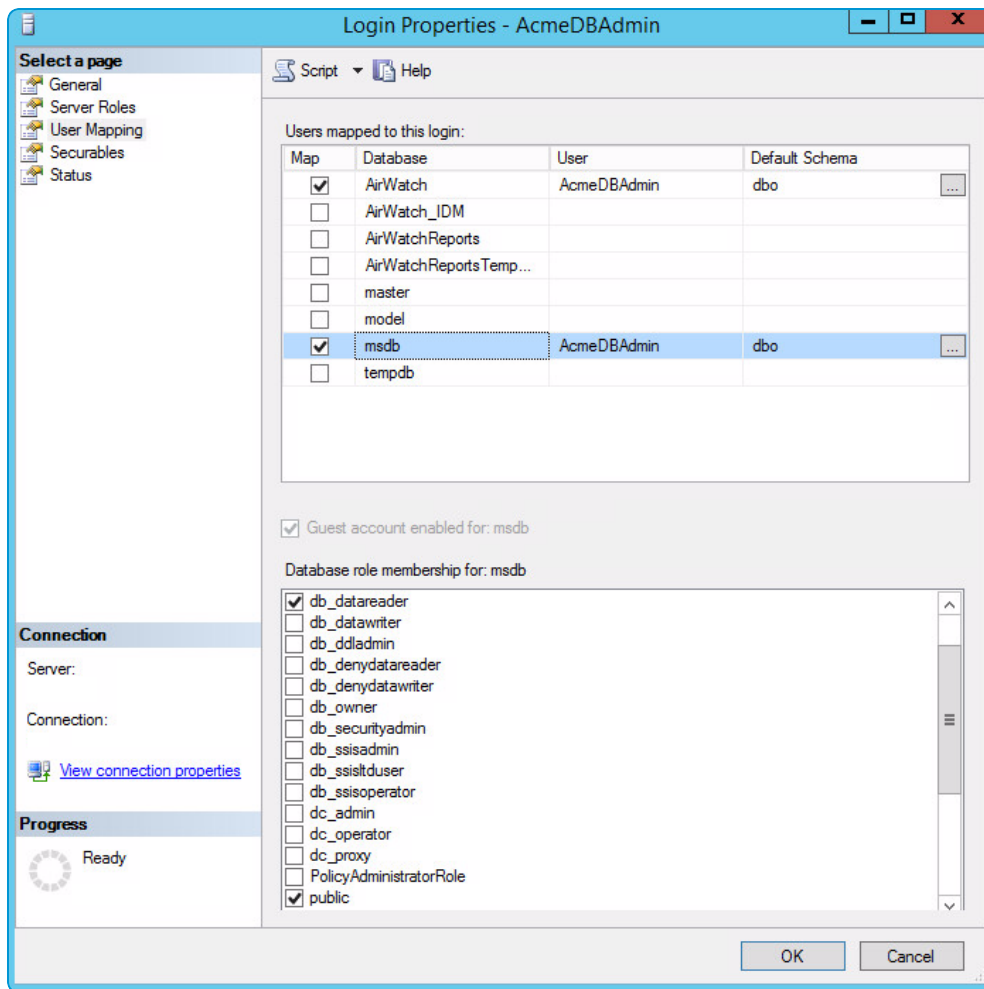 Login Properties - AcmeDBAdmin
x
Select a page
General
Server Roles
User Mapping
Securables
Status
Script Help
Users mapped to this login:
Map Database User Default Schema
AirWatch AcmeDBAdmin dbo ...
AirWatch_IDM
AirWatchReports
AirWatchReportsTemp...
master
model
msdb AcmeDBAdmin dbo ...
tempdb
Guest account enabled for: msdb
Database role membership for: msdb
db_datareader
db_datawriter
db_ddladmin
db_denydatareader
db_denydatawriter
db_owner
db_securityadmin
db_ssisadmin
db_ssisltduser
db_ssisoperator
dc_admin
dc_operator
dc_proxy
PolicyAdministratorRole
public
Connection
Server:
Connection:
View connection properties
Progress
Ready
OK Cancel